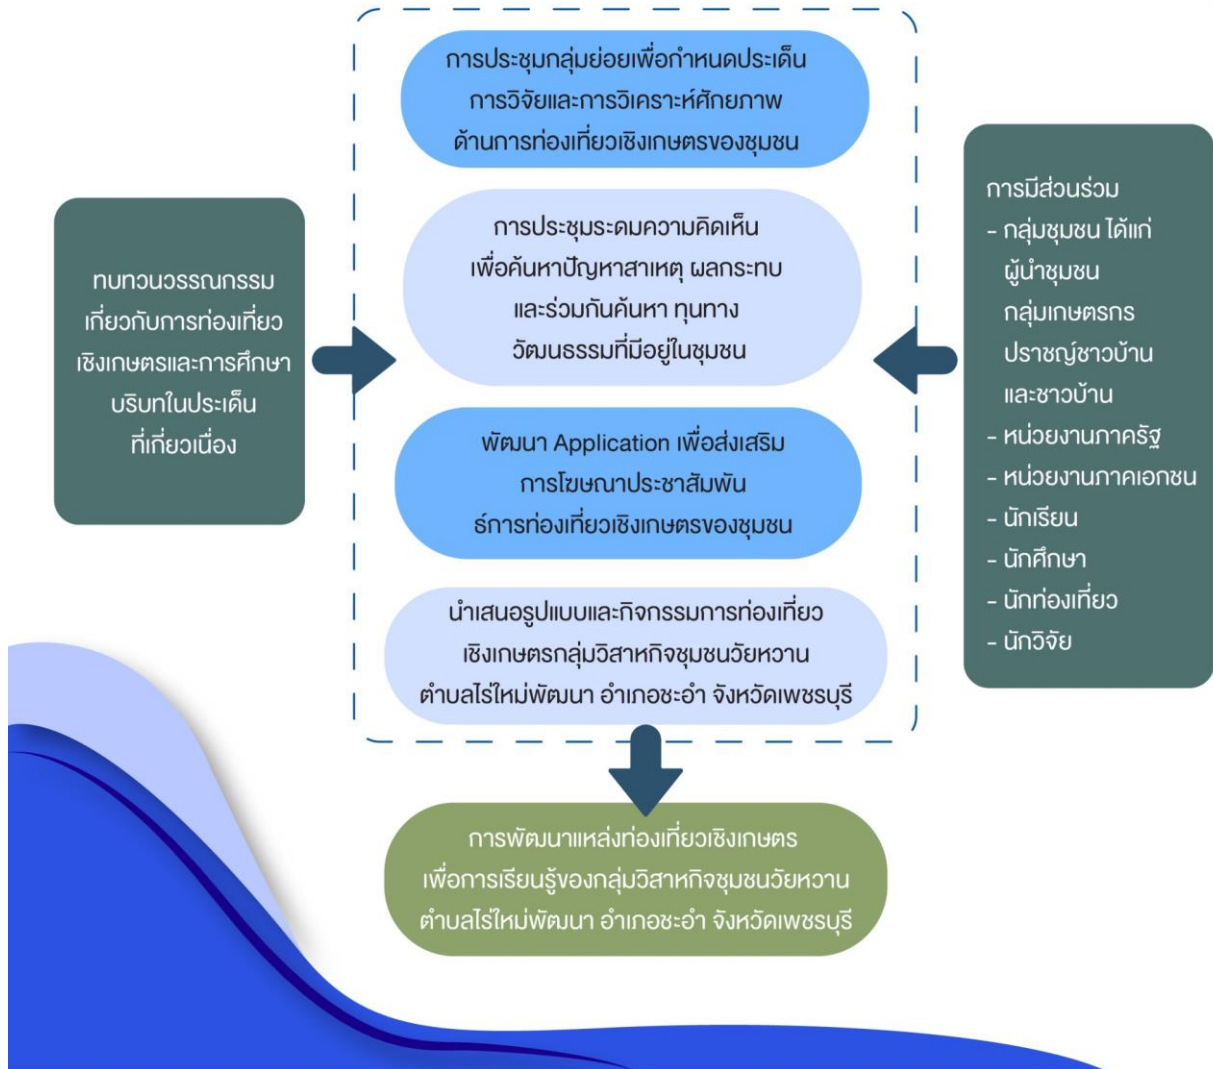 ทบทวนวรรณกรรม
เกี่ยวกับการท่องเที่ยว
เชิงเกษตรและการศึกษา
บริบทในประเด็น
ที่เกี่ยวเนื่อง
การประชุมกลุ่มย่อยเพื่อกำหนดประเด็น
การวิจัยและการวิเคราะห์ศักยภาพ
ด้านการท่องเที่ยวเชิงเกษตรของชุมชน
การประชุมระดมความคิดเห็น
เพื่อค้นหาปัญหาสาเหตุ ผลกระทบ
และร่วมกันค้นหา ทุนทาง
วัฒนธรรมที่มีอยู่ในชุมชน
พัฒนา Application เพื่อส่งเสริม
การโฆษณาประชาสัมพัน
ธ์การท่องเที่ยวเชิงเกษตรของชุมชน
นำเสนอรูปแบบและกิจกรรมการท่องเที่ยว
เชิงเกษตรกลุ่มวิสาหกิจชุมชนวัยหวาน
ตำบลไร่ใหม่พัฒนา อำเภอชะอำ จังหวัดเพชรบุรี
การมีส่วนร่วม
- กลุ่มชุมชน ได้แก่
ผู้นำชุมชน
กลุ่มเกษตรกร
ปราชญ์ชาวบ้าน
และชาวบ้าน
- หน่วยงานภาครัฐ
- หน่วยงานภาคเอกชน
- นักเรียน
- นักศึกษา
- นักท่องเที่ยว
- นักวิจัย
การพัฒนาแหล่งท่องเที่ยวเชิงเกษตร
เพื่อการเรียนรู้ของกลุ่มวิสาหกิจชุมชนวัยหวาน
ตำบลไร่ใหม่พัฒนา อำเภอชะอำ จังหวัดเพชรบุรี